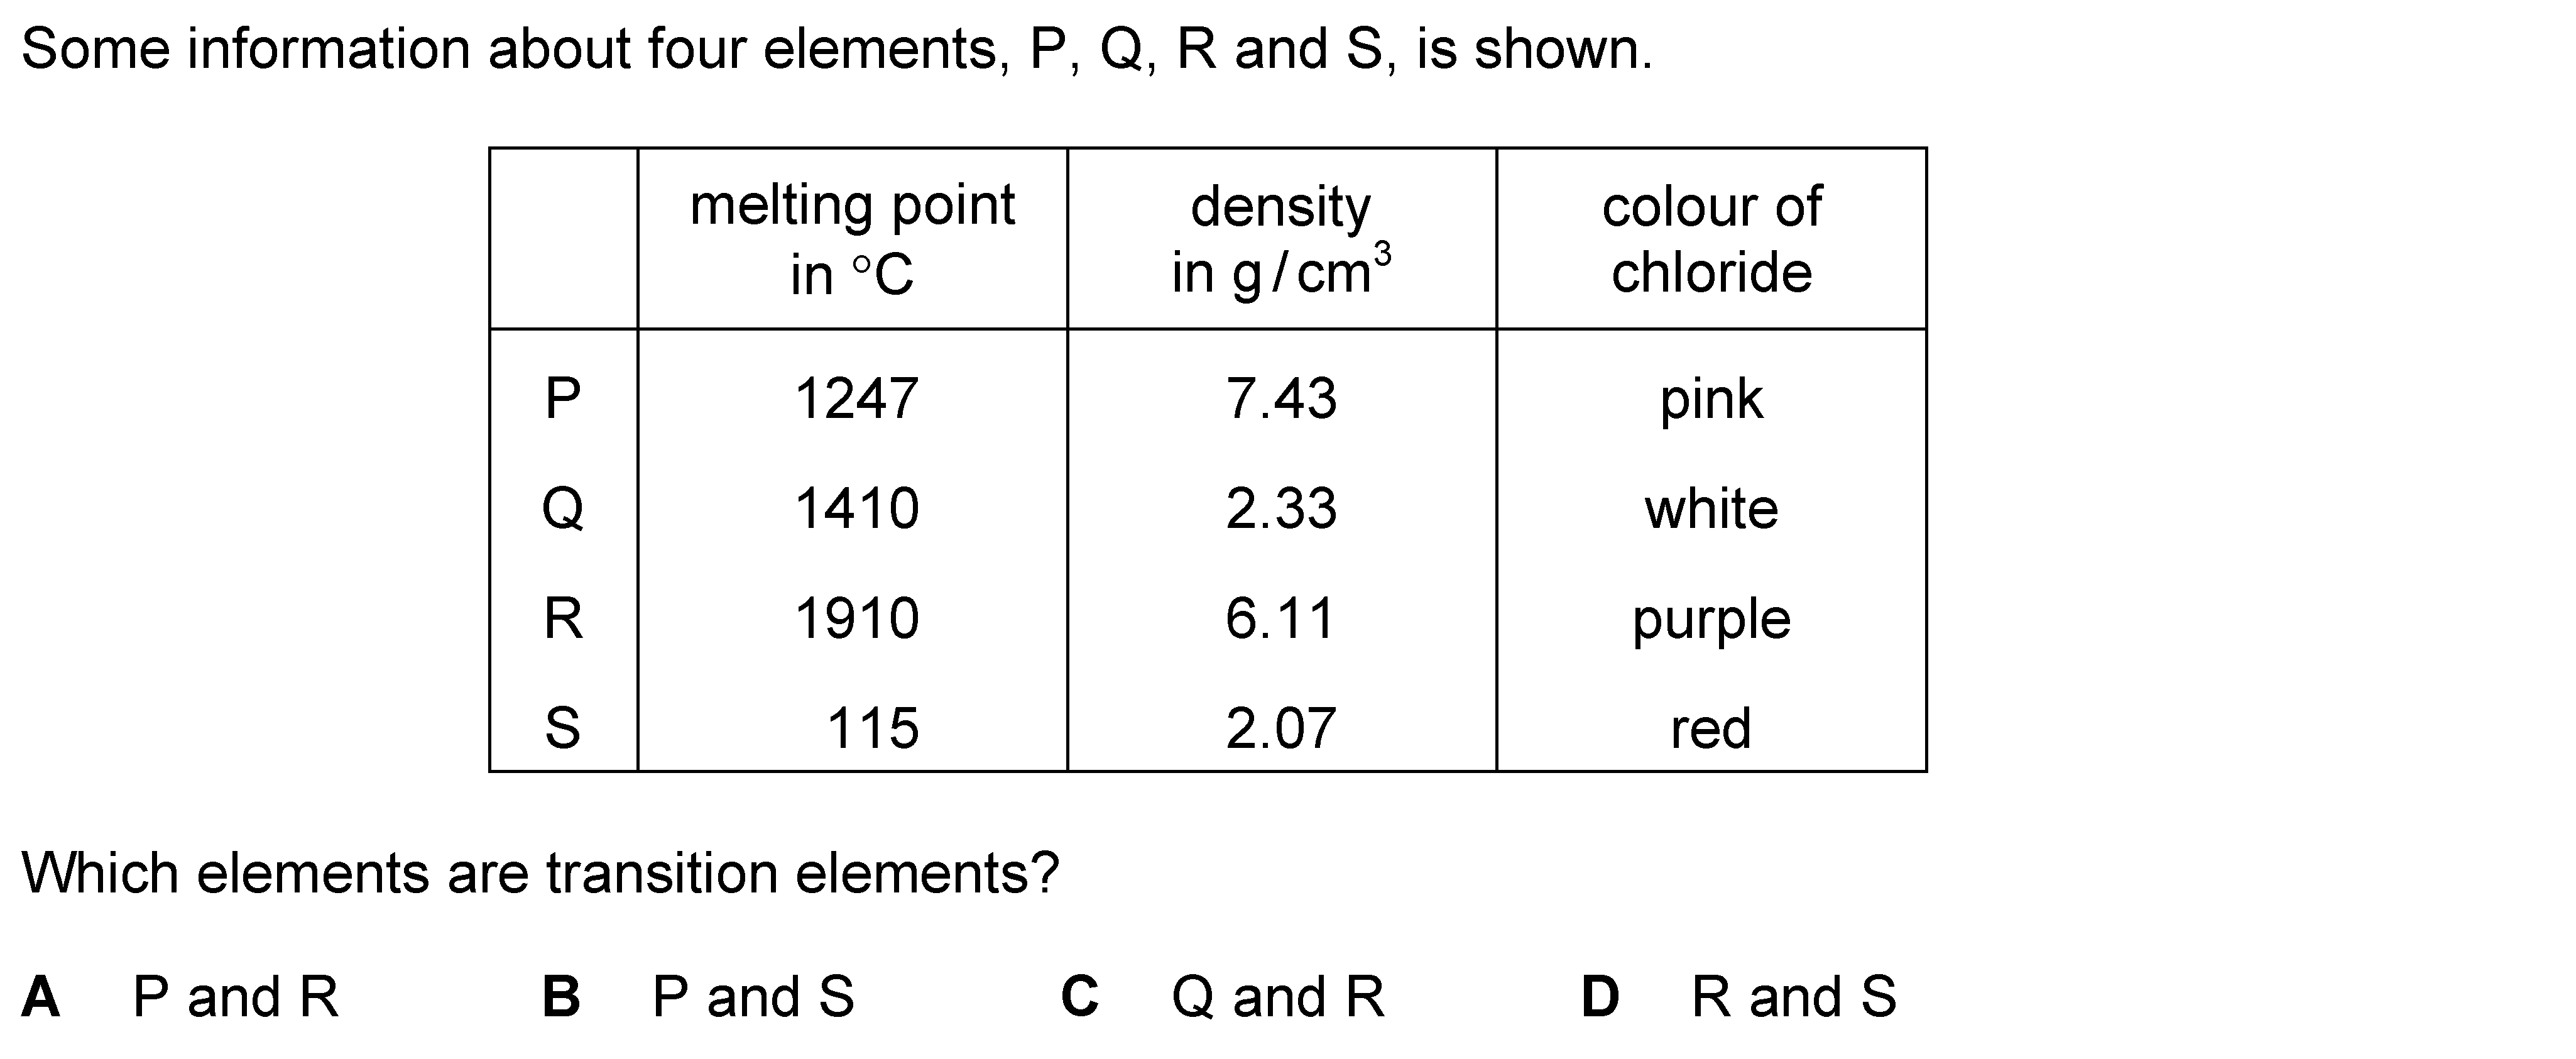 Some information about four elements, P, Q, R and S, is shown.
melting point in °C density in g/cm³ colour of chloride
P 1247 7.43 pink
Q 1410 2.33 white
R 1910 6.11 purple
S 115 2.07 red
Which elements are transition elements?
A P and R B P and S C Q and R D R and S